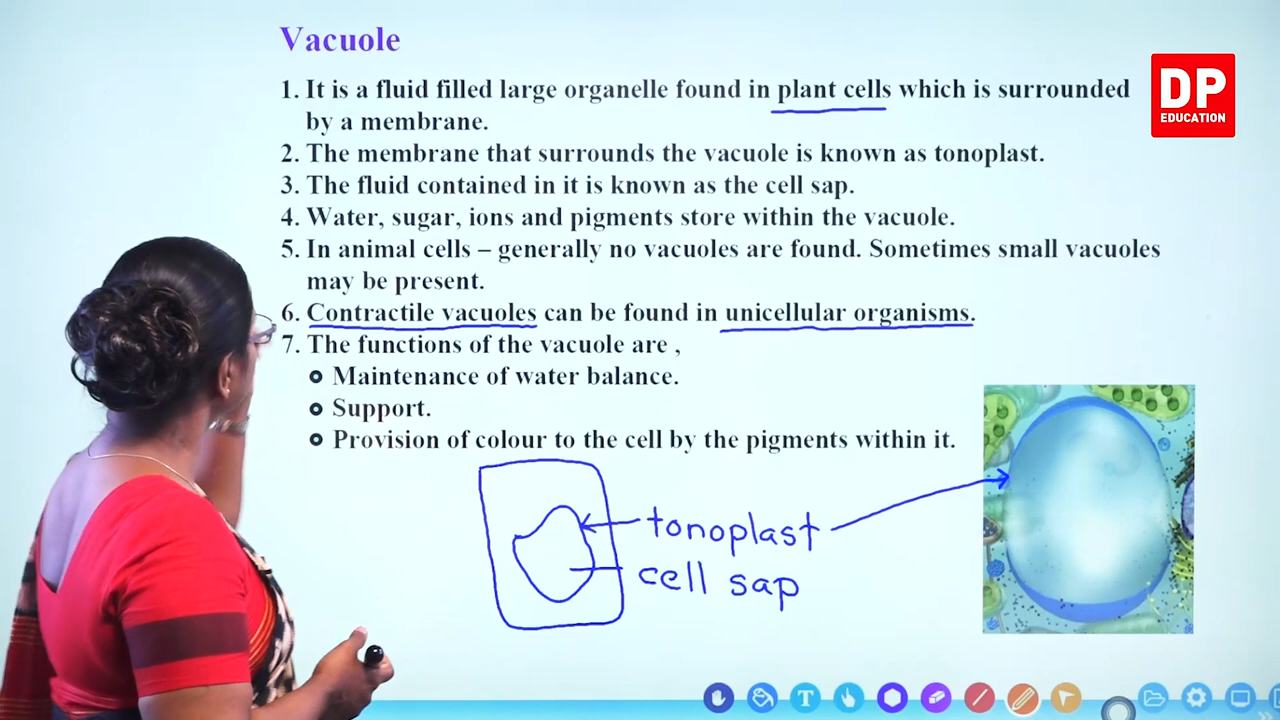 Vacuole
DP
EDUCATION
1. It is a fluid filled large organelle found in plant cells which is surrounded
by a membrane.
2. The membrane that surrounds the vacuole is known as tonoplast.
3. The fluid contained in it is known as the cell sap.
4. Water, sugar, ions and pigments store within the vacuole.
5. In animal cells – generally no vacuoles are found. Sometimes small vacuoles
may be present.
6. Contractile vacuoles can be found in unicellular organisms.
7. The functions of the vacuole are ,
Maintenance of water balance.
Support.
Provision of colour to the cell by the pigments within it.
tonoplast
cell sap
T